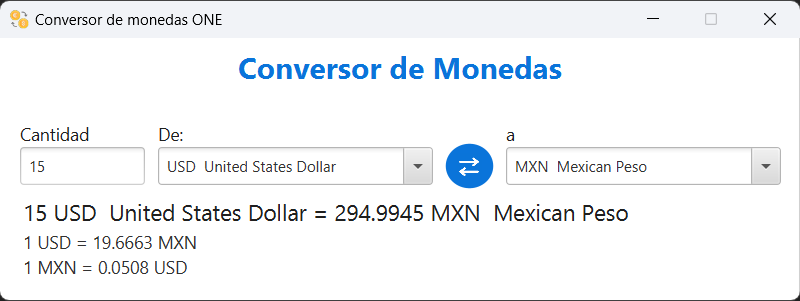 Conversor de monedas ONE
Conversor de Monedas
Cantidad De: a
15 USD  United States Dollar MXN  Mexican Peso
15 USD  United States Dollar = 294.9945 MXN  Mexican Peso
1 USD = 19.6663 MXN
1 MXN = 0.0508 USD